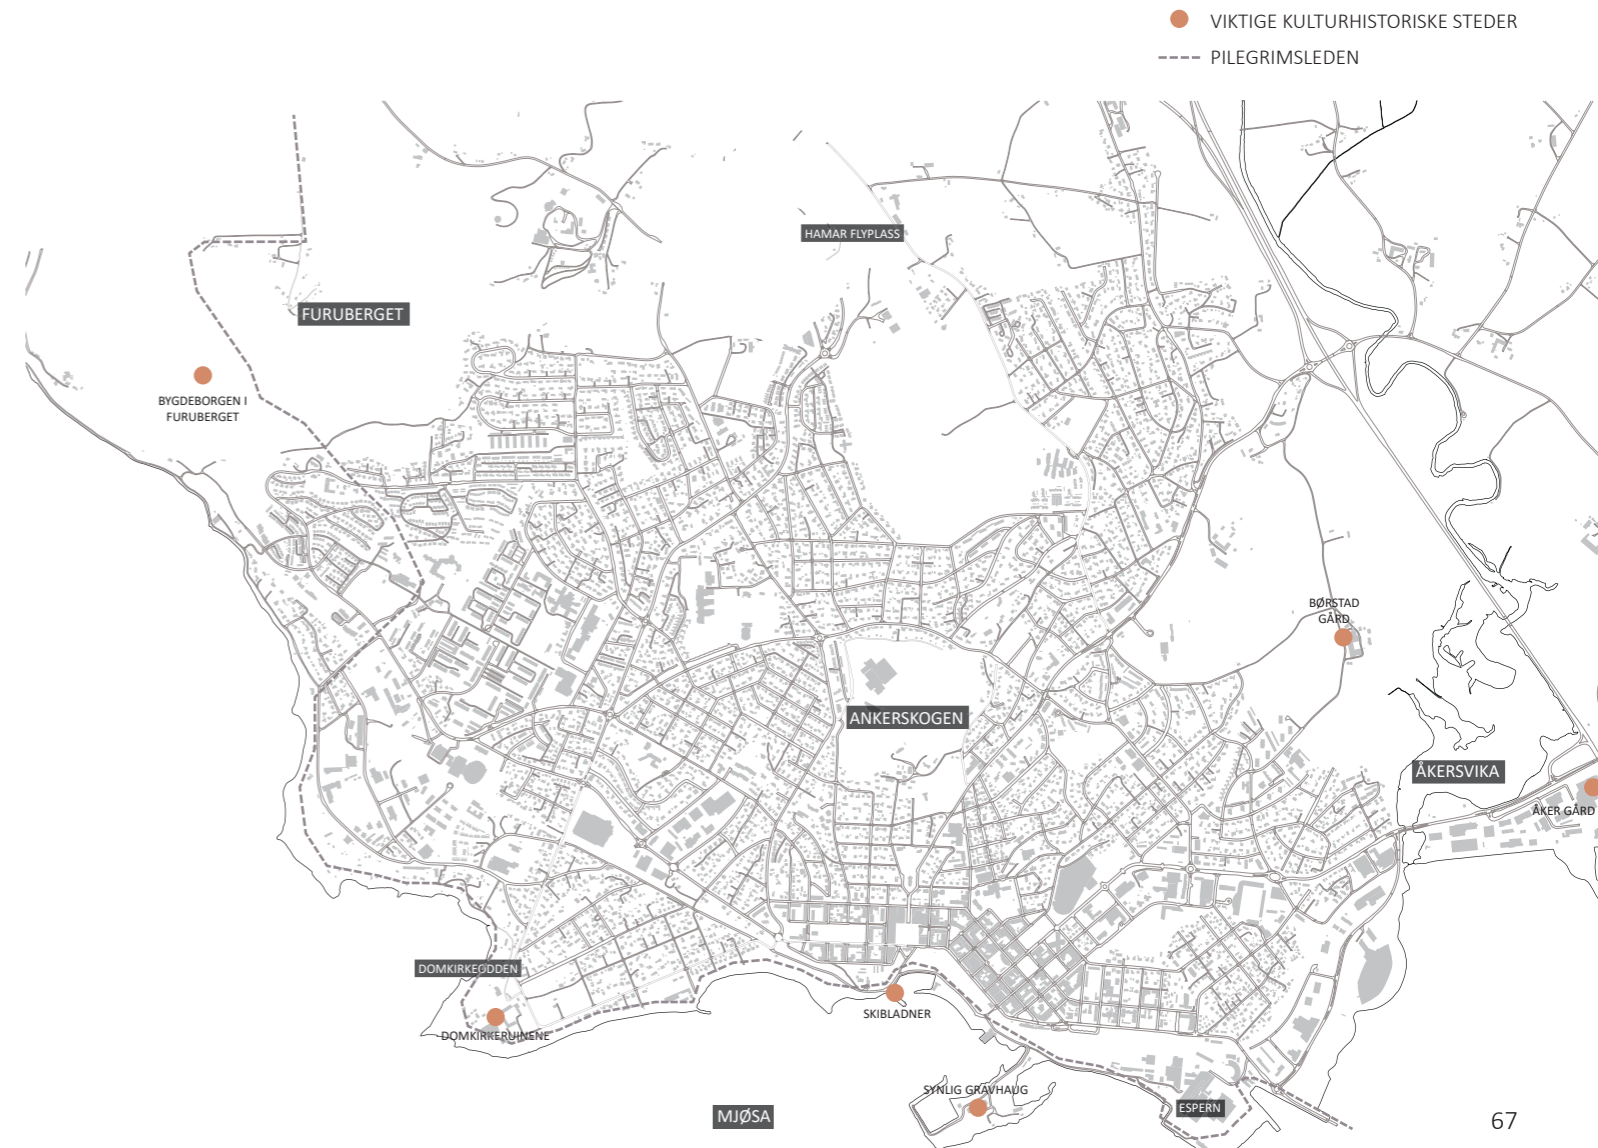 VIKTIGE KULTURHISTORISKE STEDER
PILEGRIMSLEDEN
HAMAR FLYPLASS
FURUBERGET
BYGDEBORGEN I
FURUBERGET
BØRSTAD
GÅRD
ANKERSKOGEN
ÅKERSVIKA
ÅKER GÅRD
DOMKIRKEODDEN
SKIBLADNER
DOMKIRKERUINENE
SYNLIG GRAVHAUG
ESPERN
MJØSA
67